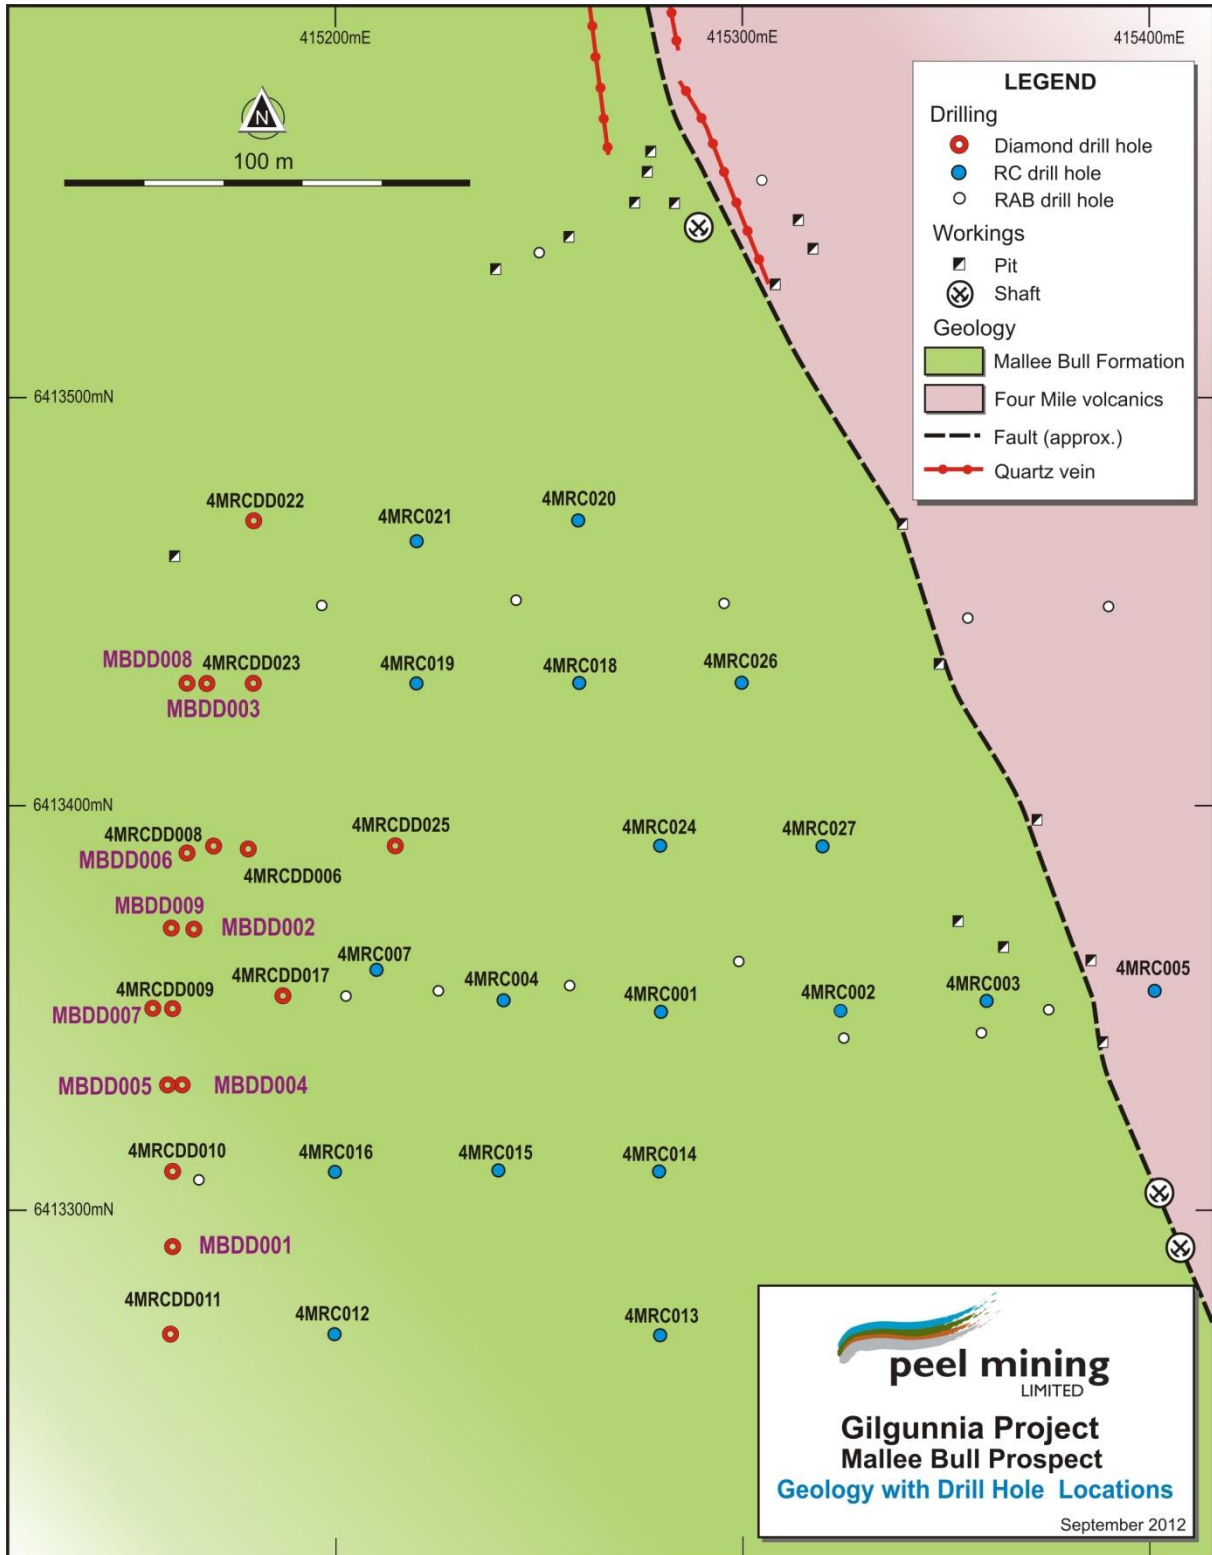 415200mE
415300mE
415400mE
N
100 m
LEGEND
Drilling
Diamond drill hole
RC drill hole
RAB drill hole
Workings
Pit
Shaft
Geology
Mallee Bull Formation
Four Mile volcanics
Fault (approx.)
Quartz vein
6413500mN
4MRCDD022
4MRC021
4MRC020
MBDD008
4MRCDD023
4MRC019
4MRC018
4MRC026
MBDD003
6413400mN
4MRCDD008
4MRCDD025
4MRC024
4MRC027
MBDD006
4MRCDD006
MBDD009
MBDD002
4MRC007
4MRCDD017
4MRC004
4MRC001
4MRC002
4MRC003
4MRC005
4MRCDD009
MBDD007
MBDD005
MBDD004
4MRCDD010
4MRC016
4MRC015
4MRC014
6413300mN
MBDD001
4MRCDD011
4MRC012
4MRC013
peel mining
LIMITED
Gilgunnia Project
Mallee Bull Prospect
Geology with Drill Hole Locations
September 2012